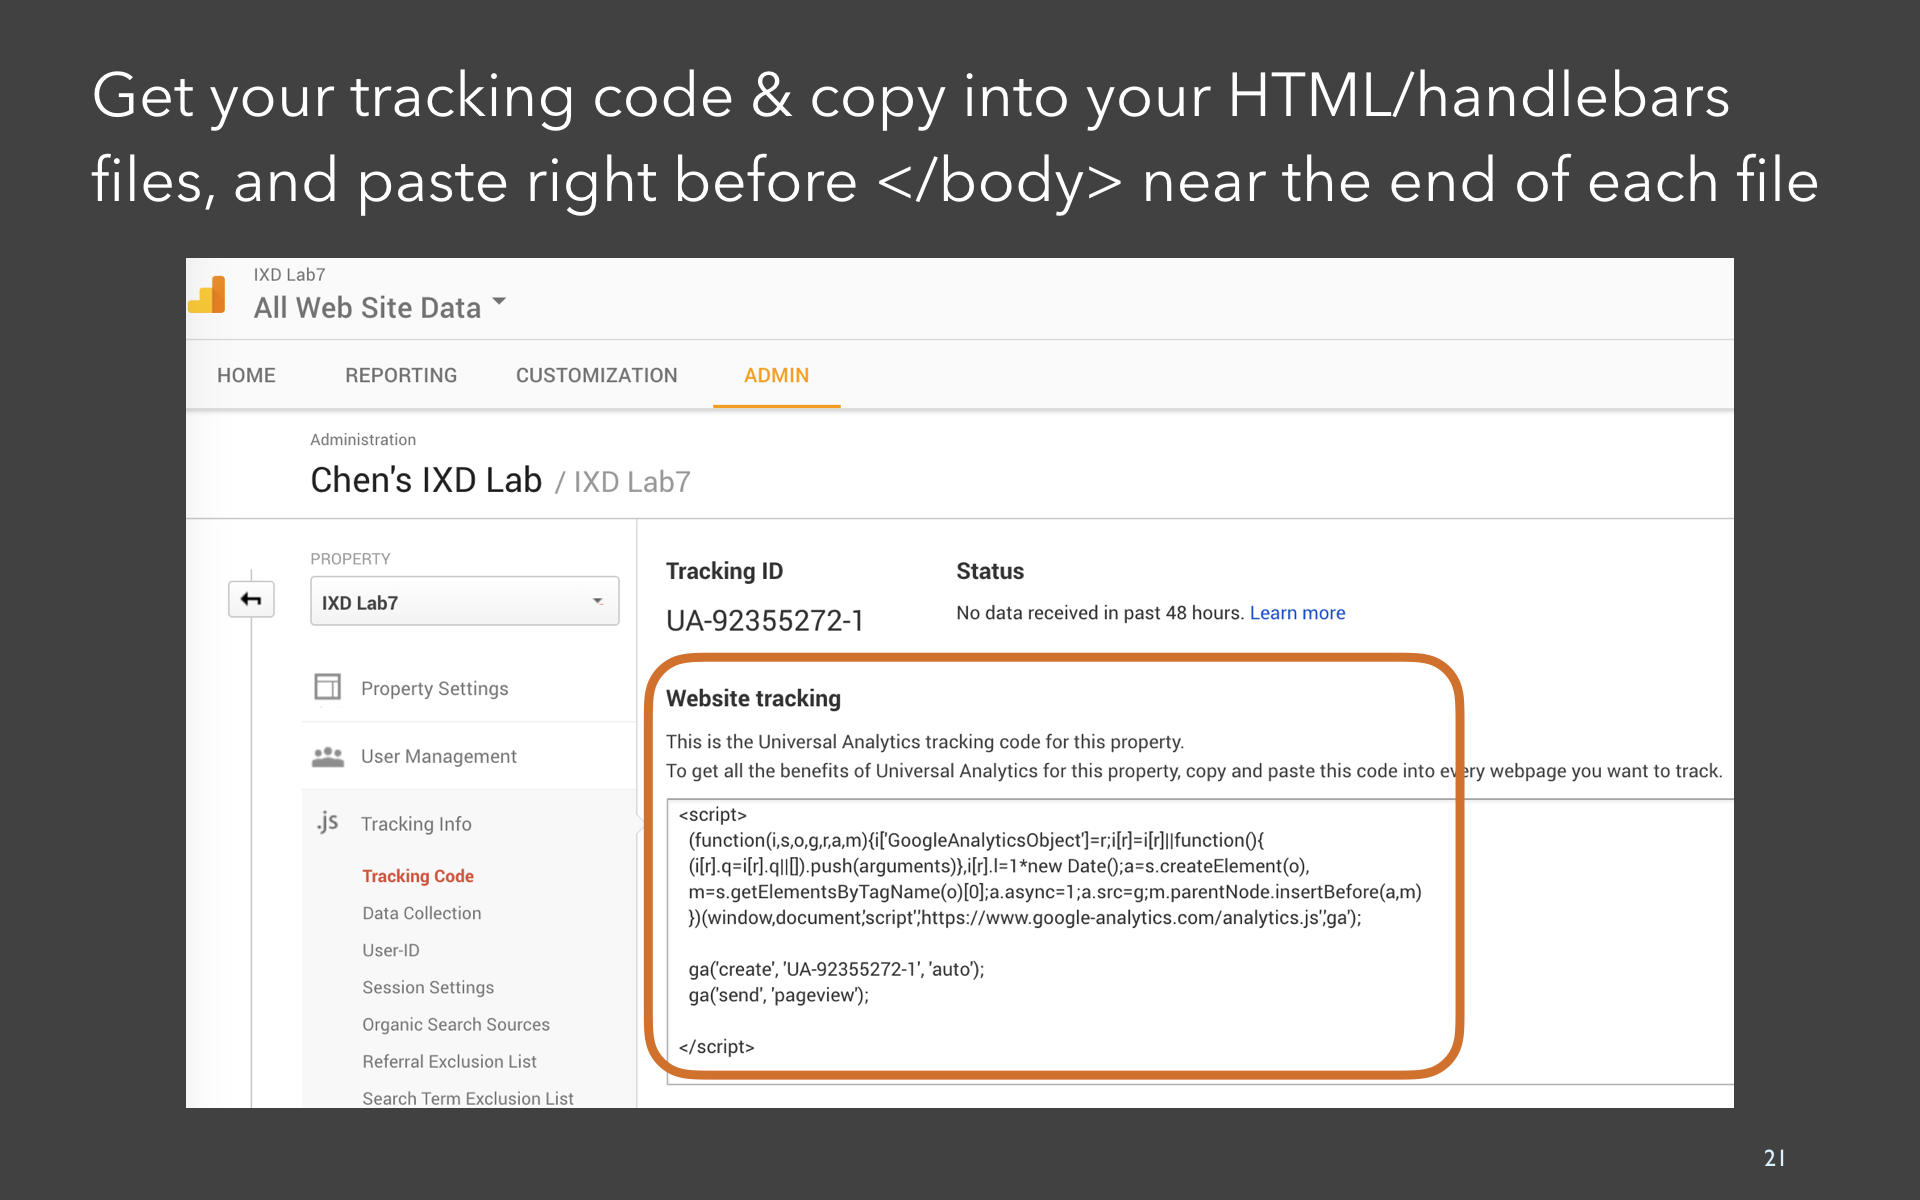 Get your tracking code & copy into your HTML/handlebars
files, and paste right before </body> near the end of each file
IXD Lab7
All Web Site Data
HOME REPORTING CUSTOMIZATION ADMIN
Administration
Chen's IXD Lab / IXD Lab7
PROPERTY
IXD Lab7
Property Settings
User Management
.js Tracking Info
Tracking Code
Data Collection
User-ID
Session Settings
Organic Search Sources
Referral Exclusion List
Search Term Exclusion List
Tracking ID
UA-92355272-1
Status
No data received in past 48 hours. Learn more
Website tracking
This is the Universal Analytics tracking code for this property.
To get all the benefits of Universal Analytics for this property, copy and paste this code into every webpage you want to track.
<script>
(function(i,s,o,g,r,a,m){i['GoogleAnalyticsObject']=r;i[r]=i[r]||function(){
(i[r].q=i[r].q||[]).push(arguments)},i[r].l=1*new Date();a=s.createElement(o),
m=s.getElementsByTagName(o)[0];a.async=1;a.src=g;m.parentNode.insertBefore(a,m)
})(window,document,'script','https://www.google-analytics.com/analytics.js','ga');
ga('create', 'UA-92355272-1', 'auto');
ga('send', 'pageview');
</script>
21